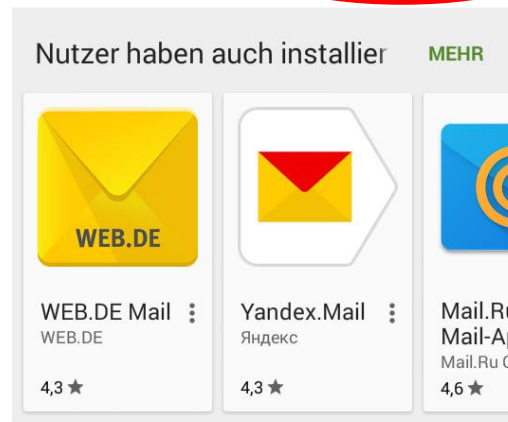 Nutzer haben auch installier
MEHR
WEB.DE
WEB.DE Mail
WEB.DE
4,3
Yandex.Mail
Яндекс
4,3
Mail.Ru
Mail-Ap
Mail.Ru
4,6